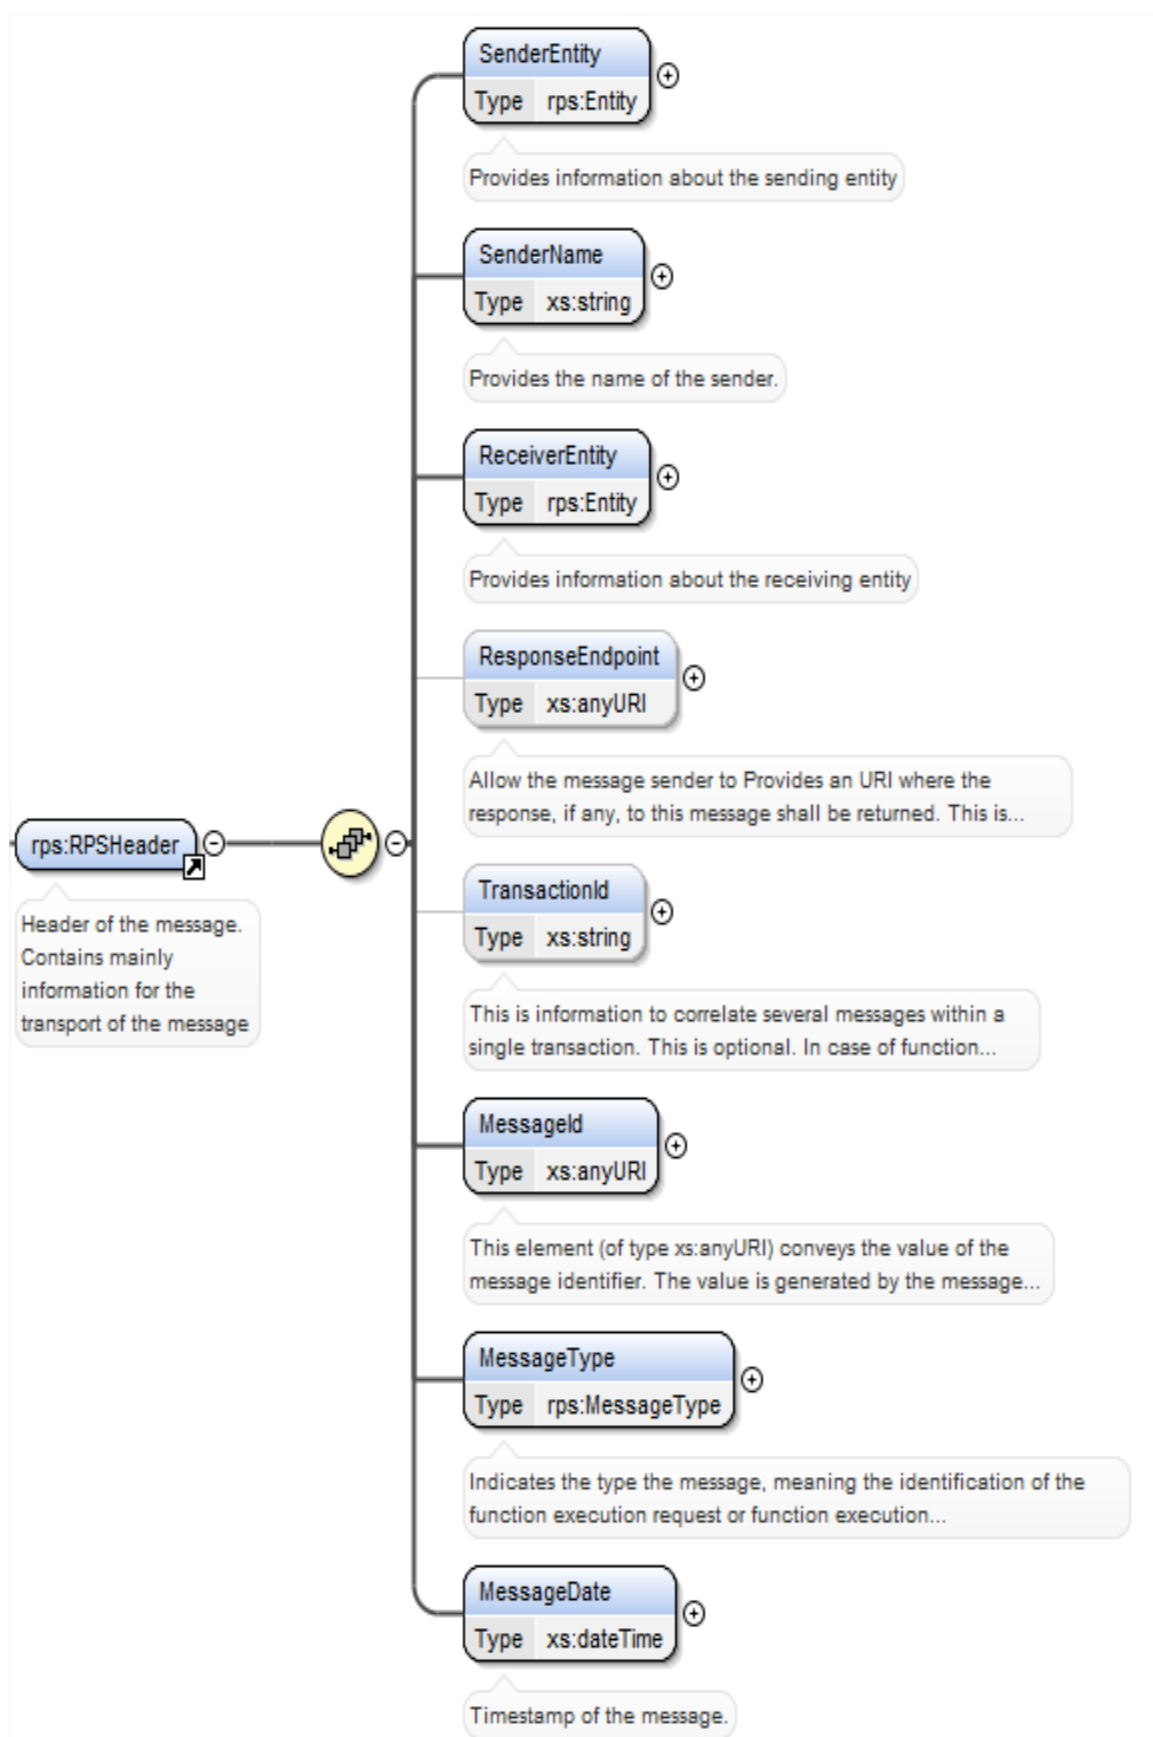 SenderEntity
Type rps:Entity
Provides information about the sending entity
SenderName
Type xs:string
Provides the name of the sender.
ReceiverEntity
Type rps:Entity
Provides information about the receiving entity
ResponseEndpoint
Type xs:anyURI
Allow the message sender to Provides an URI where the
response, if any, to this message shall be returned. This is...
rps:RPSHeader
Header of the message.
Contains mainly
information for the
transport of the message
TransactionId
Type xs:string
This is information to correlate several messages within a
single transaction. This is optional. In case of function...
MessageId
Type xs:anyURI
This element (of type xs:anyURI) conveys the value of the
message identifier. The value is generated by the message...
MessageType
Type rps:MessageType
Indicates the type the message, meaning the identification of the
function execution request or function execution...
MessageDate
Type xs:dateTime
Timestamp of the message.